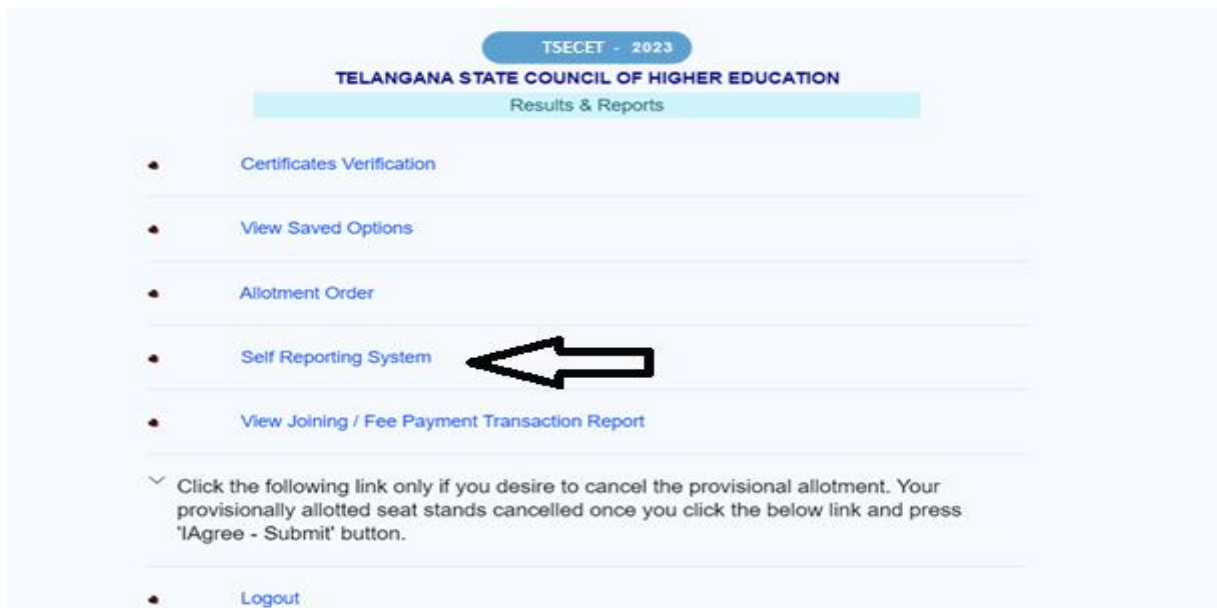 TSECET - 2023
TELANGANA STATE COUNCIL OF HIGHER EDUCATION
Results & Reports
Certificates Verification
View Saved Options
Allotment Order
Self Reporting System
View Joining / Fee Payment Transaction Report
Click the following link only if you desire to cancel the provisional allotment. Your
provisionally allotted seat stands cancelled once you click the below link and press
'IAgree - Submit' button.
Logout